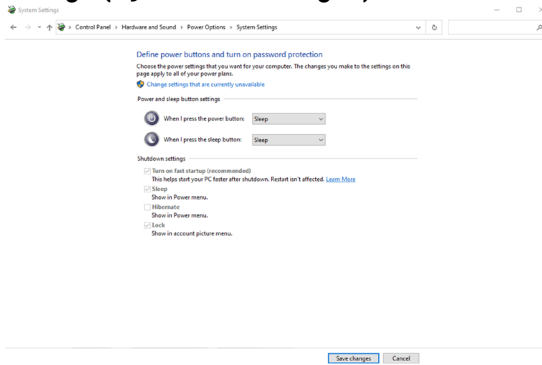 System Settings
Control Panel > Hardware and Sound > Power Options > System Settings
Define power buttons and turn on password protection
Choose the power settings that you want for your computer. The changes you make to the settings on this
page apply to all of your power plans.
Change settings that are currently unavailable
Power and sleep button settings
When I press the power button: Sleep
When I press the sleep button: Sleep
Shutdown settings
Turn on fast startup (recommended)
This helps start your PC faster after shutdown. Restart isn't affected. Learn More
Sleep
Show in Power menu.
Hibernate
Show in Power menu.
Lock
Show in account picture menu.
Save changes Cancel